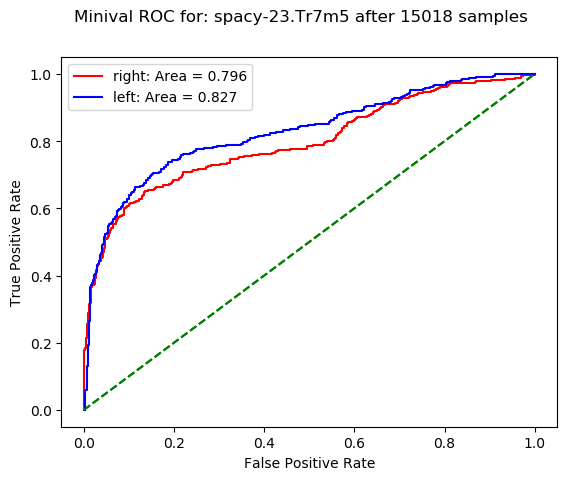 Minival ROC for: spacy-23.Tr7m5 after 15018 samples
right: Area = 0.796
left: Area = 0.827
True Positive Rate
1.0
0.8
0.6
0.4
0.2
0.0
0.0 0.2 0.4 0.6 0.8 1.0
False Positive Rate